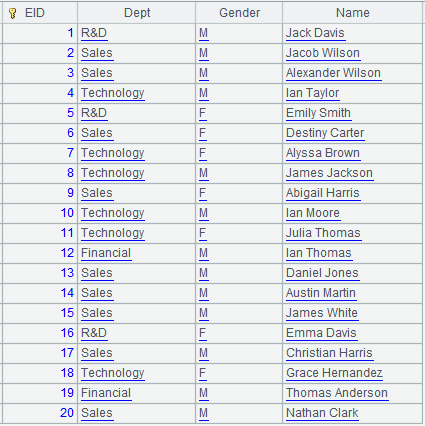 EID Dept Gender Name
1 R&D M Jack Davis
2 Sales M Jacob Wilson
3 Sales M Alexander Wilson
4 Technology M Ian Taylor
5 R&D F Emily Smith
6 Sales F Destiny Carter
7 Technology F Alyssa Brown
8 Technology M James Jackson
9 Sales F Abigail Harris
10 Technology M Ian Moore
11 Technology F Julia Thomas
12 Financial M Ian Thomas
13 Sales M Daniel Jones
14 Sales M Austin Martin
15 Sales M James White
16 R&D F Emma Davis
17 Sales M Christian Harris
18 Technology F Grace Hernandez
19 Financial M Thomas Anderson
20 Sales M Nathan Clark